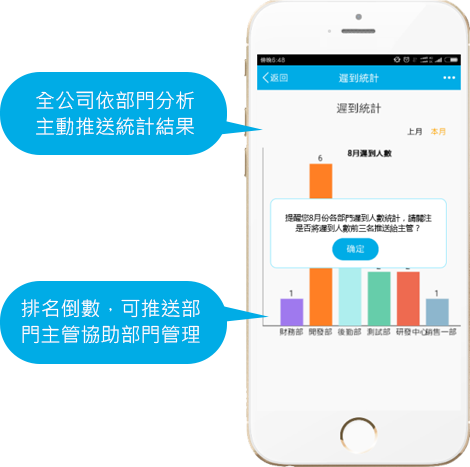 全公司依部門分析
主動推送統計結果
排名倒數，可推送部
門主管協助部門管理
傍晚5:48
返回
遲到統計
遲到統計
上月 本月
8月遲到人數
6
提醒您8月份各部門遲到人數統計，請關注
是否將遲到人數前三名推送給主管？
确定
1
1
財務部 開發部 後勤部 測試部 研發中心 銷售一部